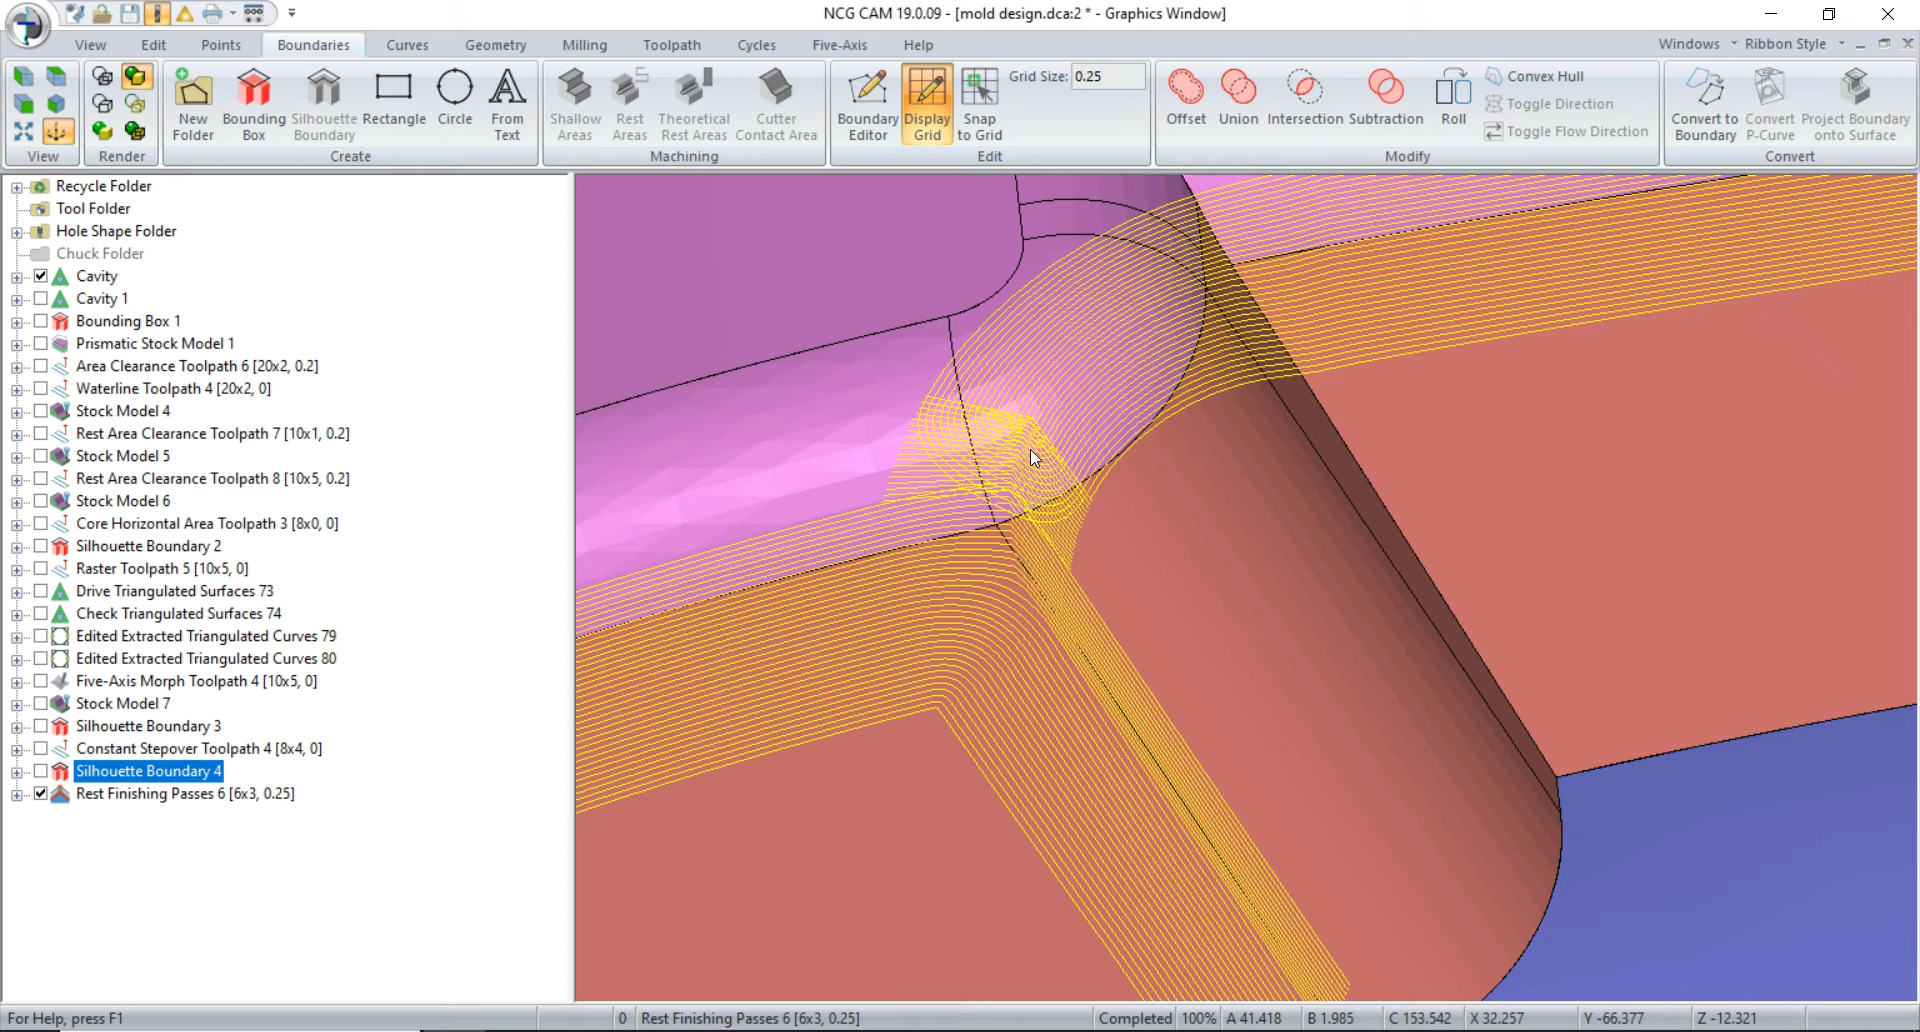 NCG CAM 19.0.09 - [mold design.dca:2 * - Graphics Window]
View Edit Points Boundaries Curves Geometry Milling Toolpath Cycles Five-Axis Help Windows Ribbon Style
New Folder Bounding Box Silhouette Boundary Rectangle Circle From Text Shallow Areas Rest Areas Theoretical Rest Areas Cutter Contact Area Boundary Editor Display Grid Snap to Grid Grid Size: 0.25 Offset Union Intersection Subtraction Roll Convex Hull Toggle Direction Toggle Flow Direction Convert to Boundary Convert P-Curve Project Boundary onto Surface
View Render Create Machining Edit Modify Convert
Recycle Folder
Tool Folder
Hole Shape Folder
Chuck Folder
Cavity
Cavity 1
Bounding Box 1
Prismatic Stock Model 1
Area Clearance Toolpath 6 [20x2, 0.2]
Waterline Toolpath 4 [20x2, 0]
Stock Model 4
Rest Area Clearance Toolpath 7 [10x1, 0.2]
Stock Model 5
Rest Area Clearance Toolpath 8 [10x5, 0.2]
Stock Model 6
Core Horizontal Area Toolpath 3 [8x0, 0]
Silhouette Boundary 2
Raster Toolpath 5 [10x5, 0]
Drive Triangulated Surfaces 73
Check Triangulated Surfaces 74
Edited Extracted Triangulated Curves 79
Edited Extracted Triangulated Curves 80
Five-Axis Morph Toolpath 4 [10x5, 0]
Stock Model 7
Silhouette Boundary 3
Constant Stepover Toolpath 4 [8x4, 0]
Silhouette Boundary 4
Rest Finishing Passes 6 [6x3, 0.25]
For Help, press F1 0 Rest Finishing Passes 6 [6x3, 0.25] Completed 100% A 41.418 B 1.985 C 153.542 X 32.257 Y -66.377 Z -12.321